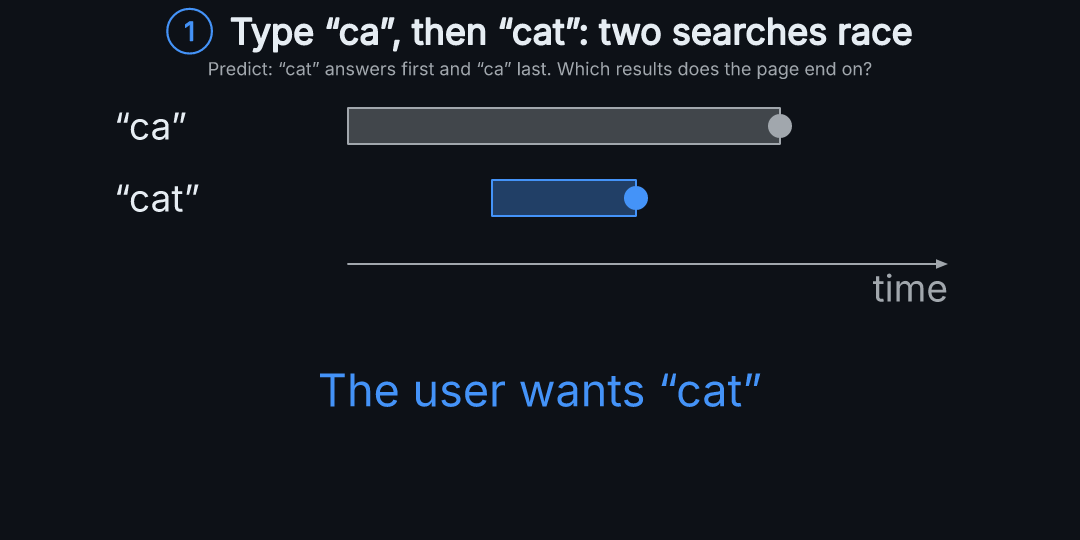 1 Type “ca”, then “cat”: two searches race
Predict: “cat” answers first and “ca” last. Which results does the page end on?
“ca”
“cat”
time
The user wants “cat”